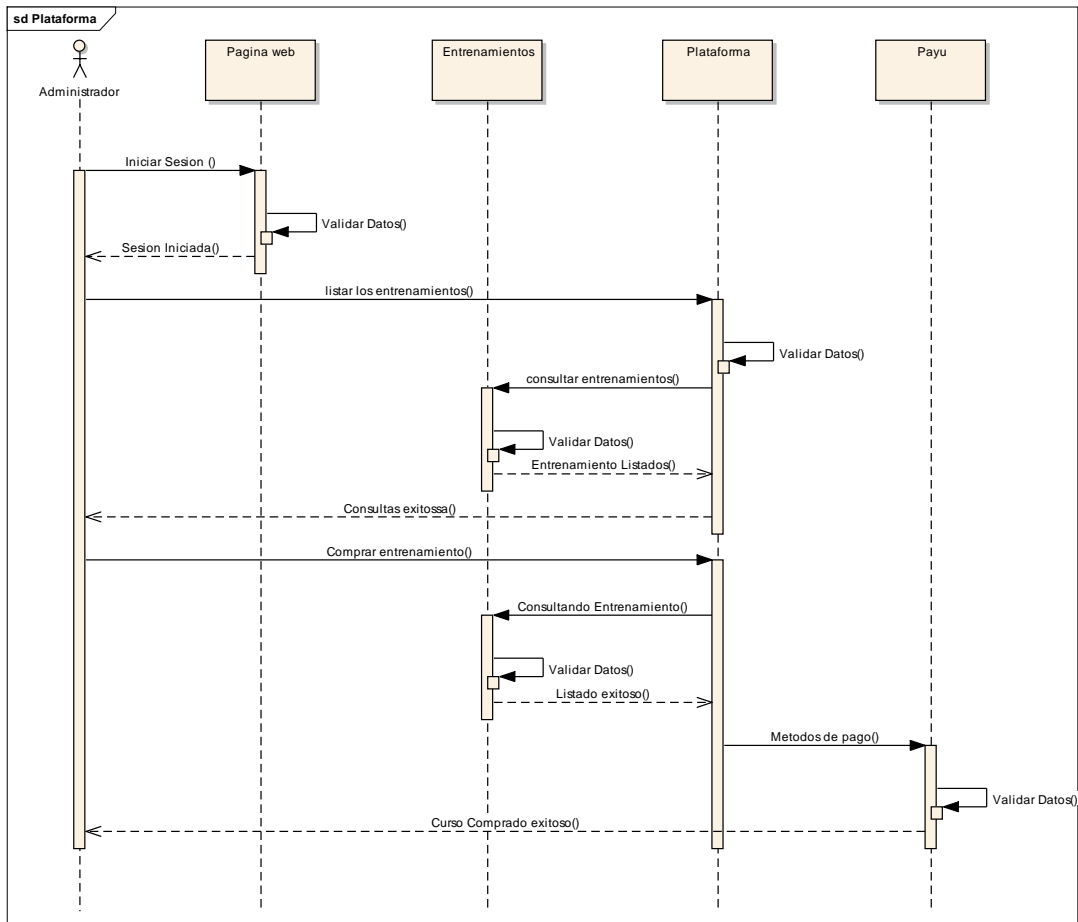 sd Plataforma
Administrador
Pagina web
Entrenamientos
Plataforma
Payu
Iniciar Sesion ()
Validar Datos()
Sesion Iniciada()
listar los entrenamientos()
Validar Datos()
consultar entrenamientos()
Validar Datos()
Entrenamiento Listados()
Consultas exitossa()
Comprar entrenamiento()
Consultando Entrenamiento()
Validar Datos()
Listado exitoso()
Metodos de pago()
Validar Datos()
Curso Comprado exitoso()